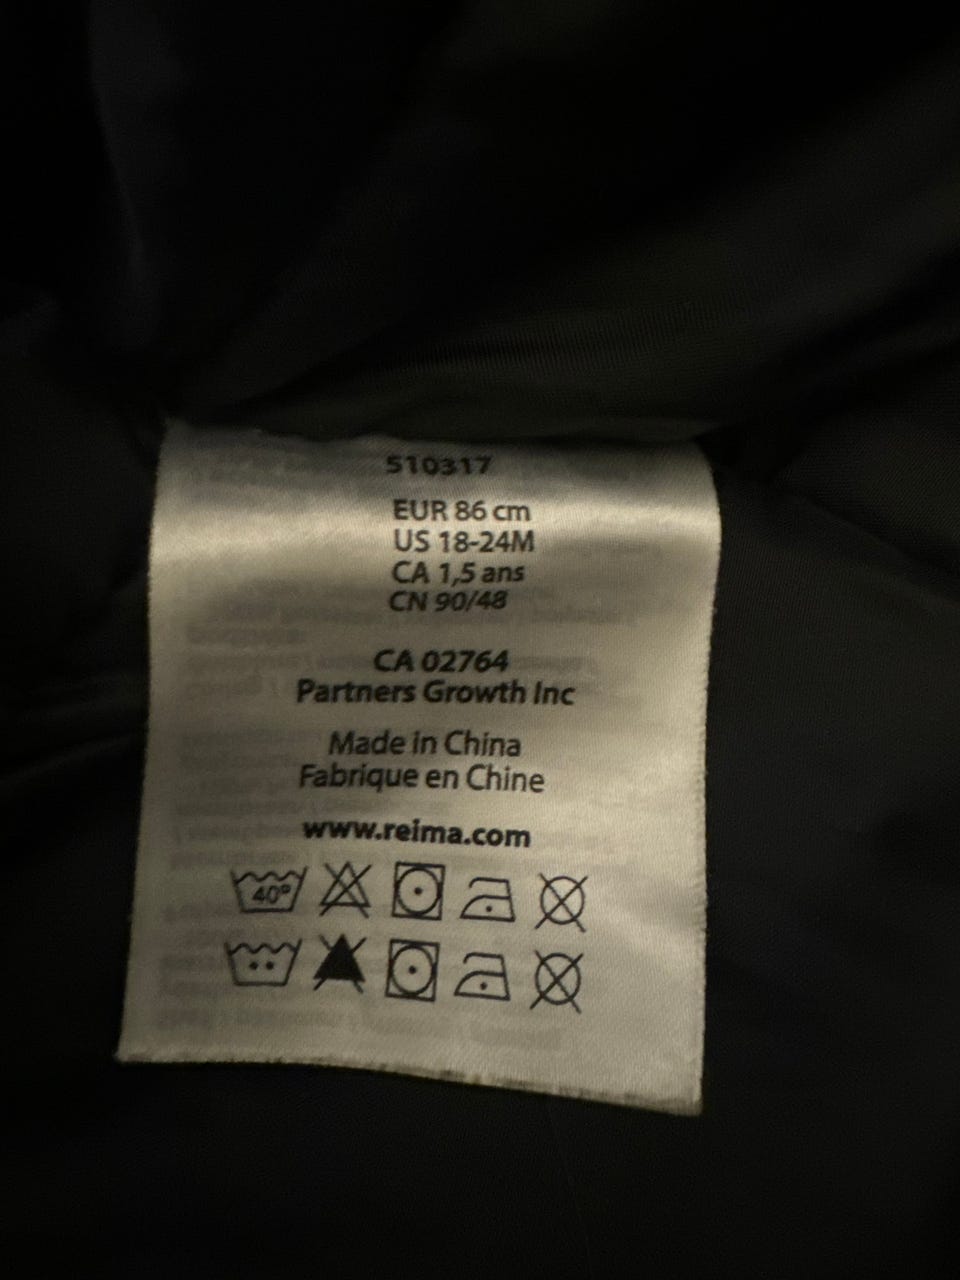 510317
EUR 86 cm
US 18-24M
CA 1,5 ans
CN 90/48
CA 02764
Partners Growth Inc
Made in China
Fabrique en Chine
www.reima.com
40º